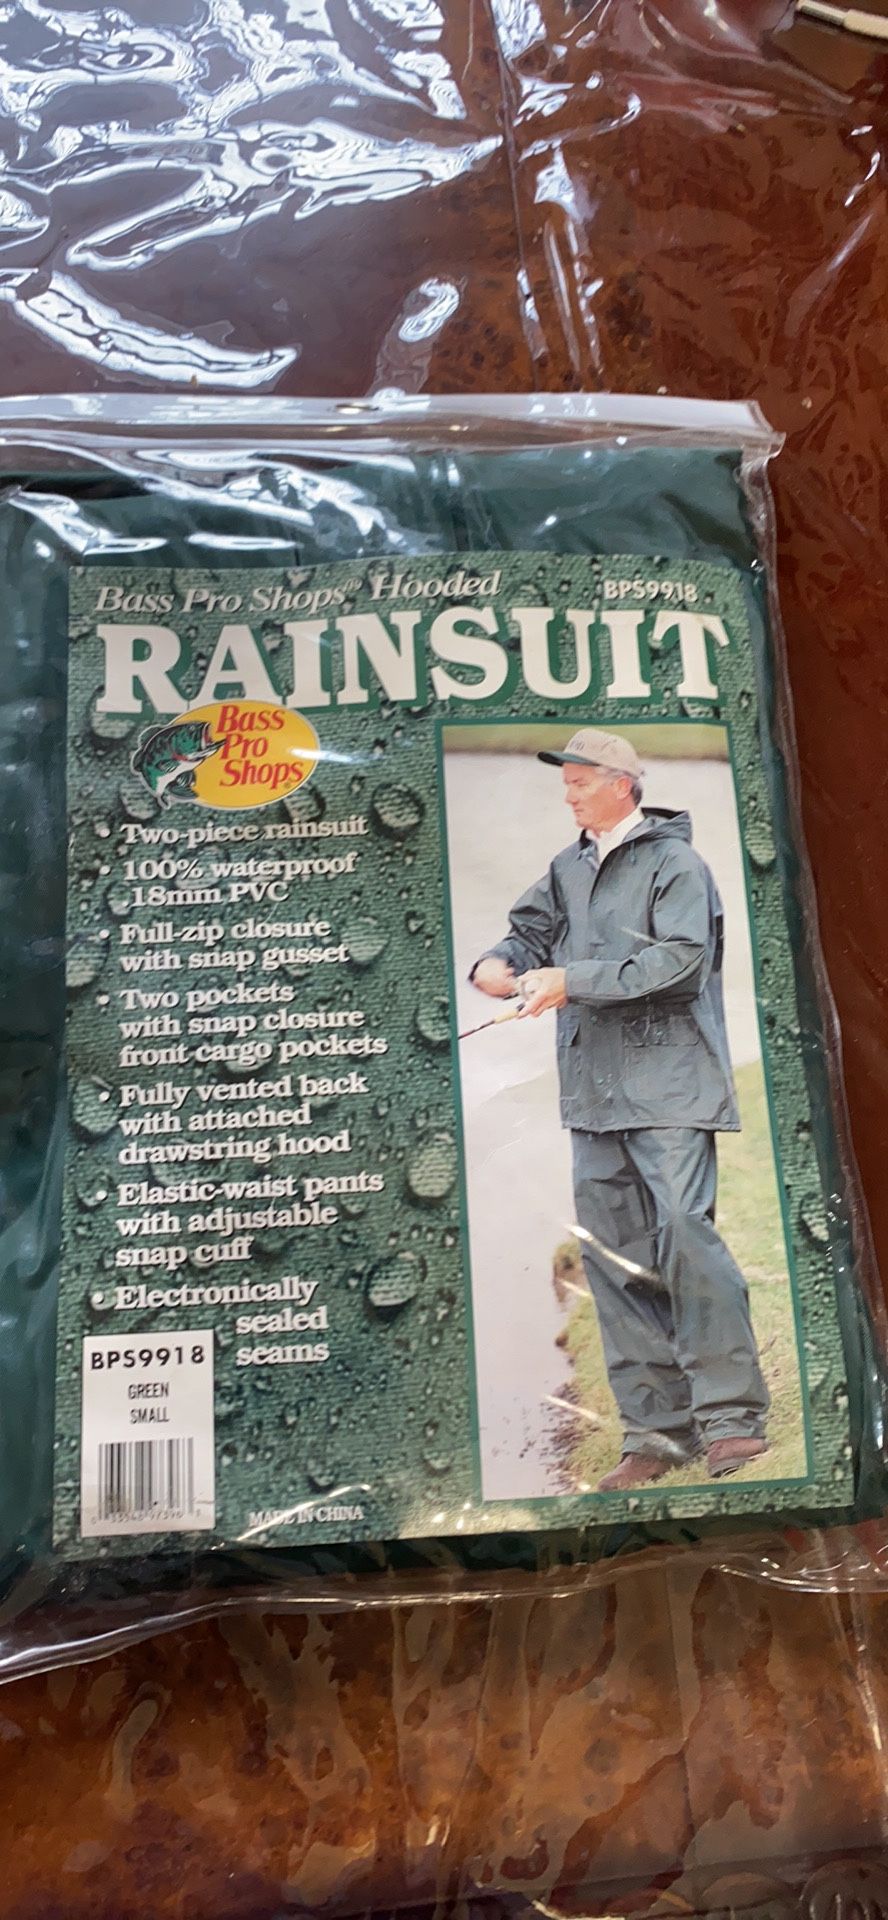 Bass Pro Shops® Hooded
BPS9918
RAINSUIT
Bass
Pro
Shops®
• Two-piece rainsuit
• 100% waterproof
.18mm PVC
• Full-zip closure
with snap gusset
• Two pockets
with snap closure
front cargo pockets
• Fully vented back
with attached
drawstring hood
• Elastic-waist pants
with adjustable
snap cuff
• Electronically
sealed
seams
BPS9918
GREEN
SMALL
MADE IN CHINA